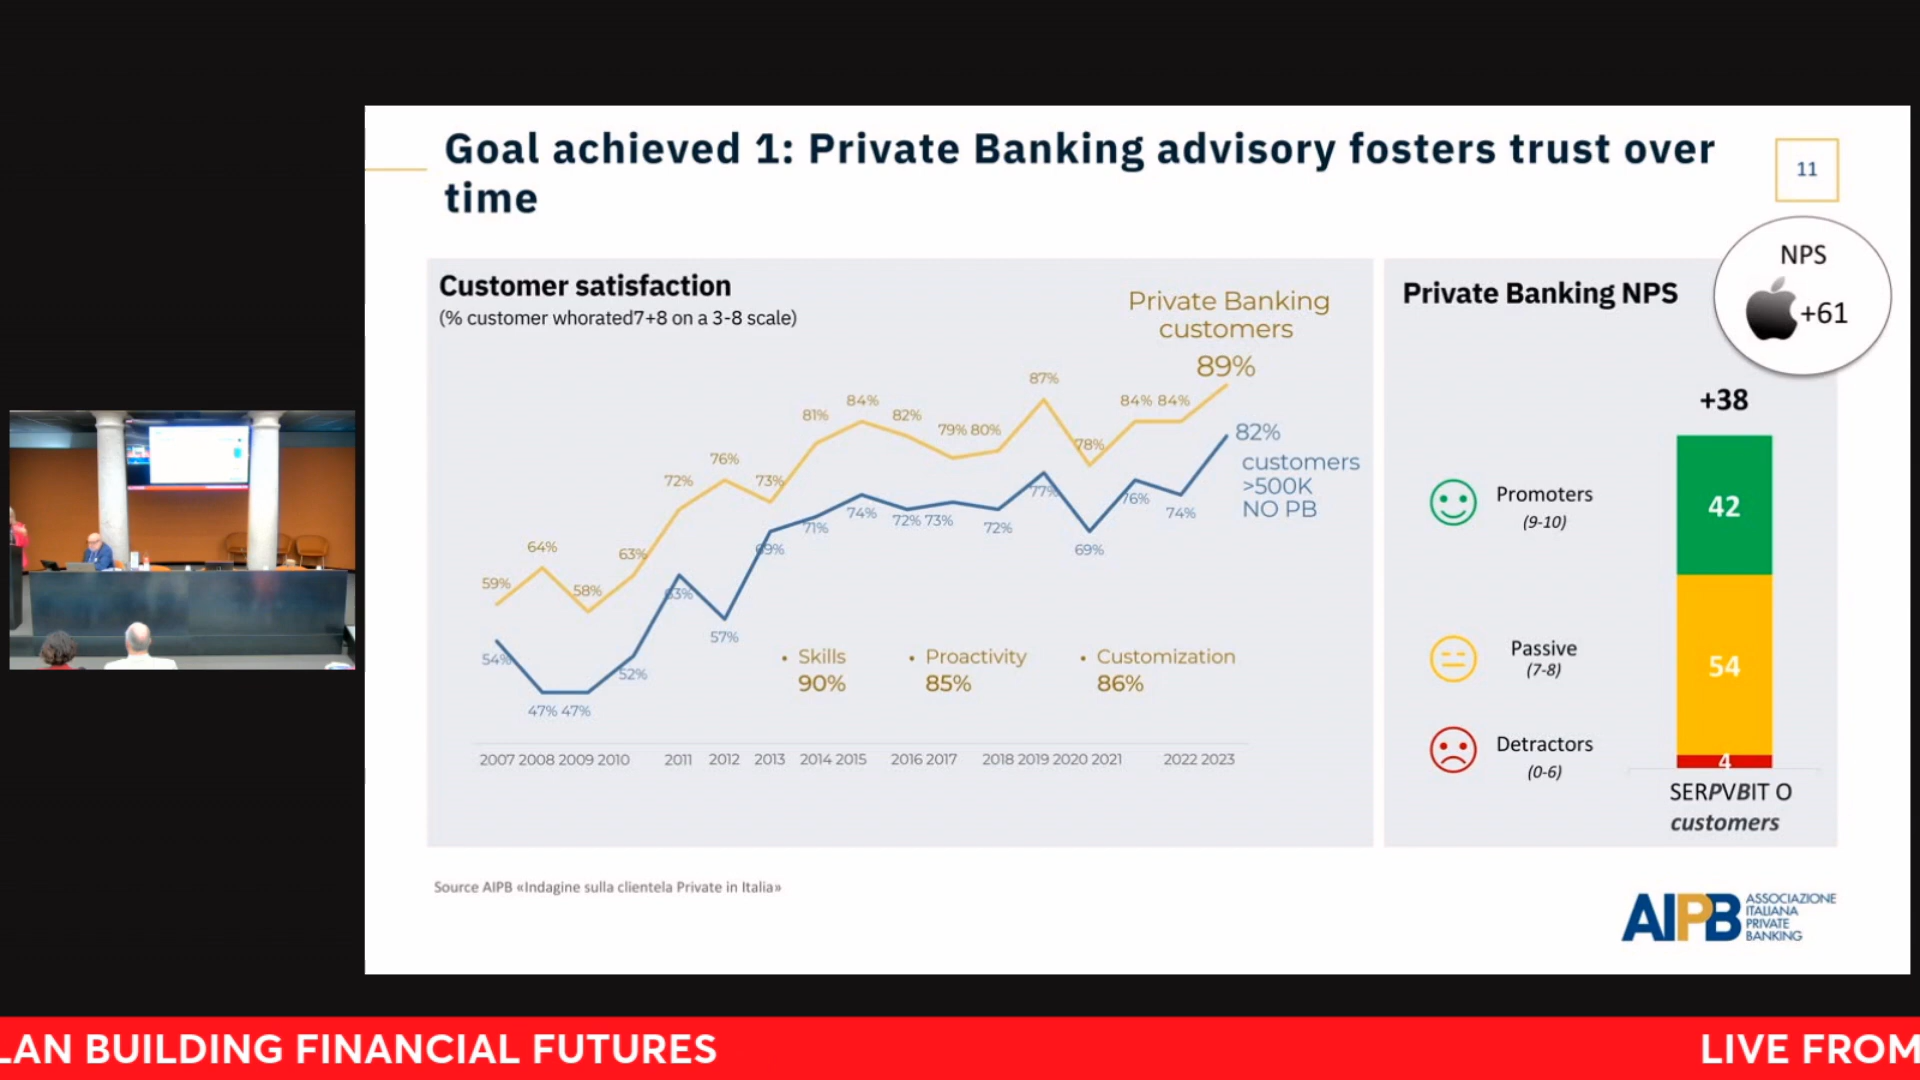 Goal achieved 1: Private Banking advisory fosters trust over
time
11
NPS
+61
Customer satisfaction
(% customer whorated7+8 on a 3-8 scale)
Private Banking
customers
89%
87%
84% 84%
84%
81%
82%
79% 80%
78%
76%
72%
73%
64%
63%
59%
58%
82%
customers
>500K
NO PB
77%
76%
74%
74%
72% 73%
72%
71%
69%
69%
63%
57%
54%
52%
47% 47%
• Skills
90%
• Proactivity
85%
• Customization
86%
2007 2008 2009 2010 2011 2012 2013 2014 2015 2016 2017 2018 2019 2020 2021 2022 2023
Private Banking NPS
+38
Promoters
(9-10)
42
Passive
(7-8)
54
Detractors
(0-6)
4
SERPVBIT O
customers
Source AIPB «Indagine sulla clientela Private in Italia»
AIPB
ASSOCIAZIONE
ITALIANA
PRIVATE
BANKING
LAN BUILDING FINANCIAL FUTURES
LIVE FROM